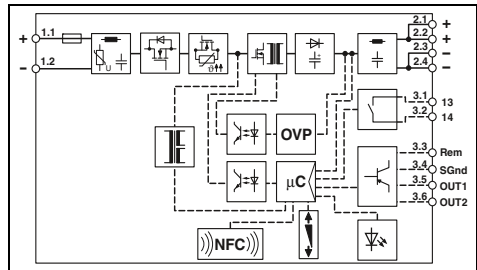 + 1.1
- 1.2
U
ϑ
2.1 +
2.2 +
2.3 −
2.4 −
OVP
μC
NFC
3.1 13
3.2 14
3.3 Rem
3.4 SGnd
3.5 OUT1
3.6 OUT2